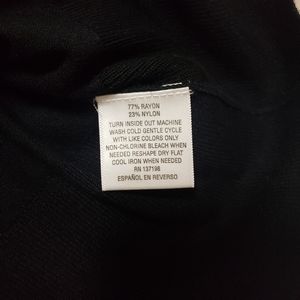 77% RAYON
23% NYLON
TURN INSIDE OUT MACHINE
WASH COLD GENTLE CYCLE
WITH LIKE COLORS ONLY
NON-CHLORINE BLEACH WHEN
NEEDED RESHAPE DRY FLAT
COOL IRON WHEN NEEDED
RN 137198
ESPAÑOL EN REVERSO